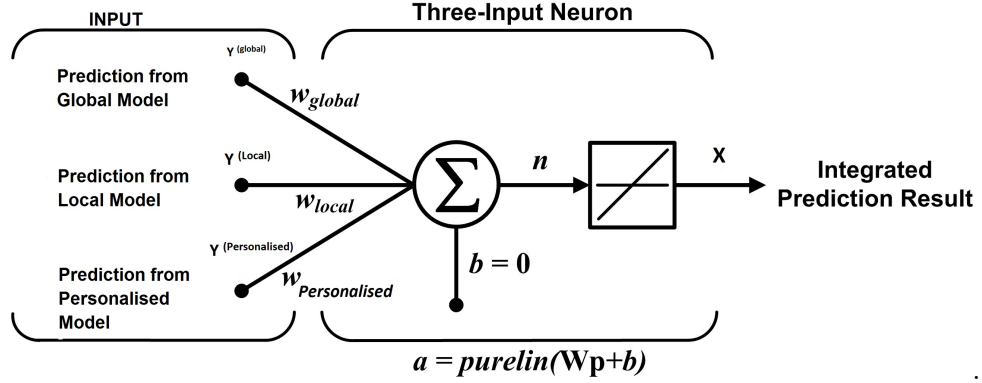 INPUT
Three-Input Neuron
Y (global)
Prediction from
Global Model
w global
Y (Local)
Prediction from
Local Model
w local
Y (Personalised)
Prediction from
Personalised
Model
w Personalised
Σ
n
b = 0
X
Integrated
Prediction Result
a = purelin(Wp+b)
.